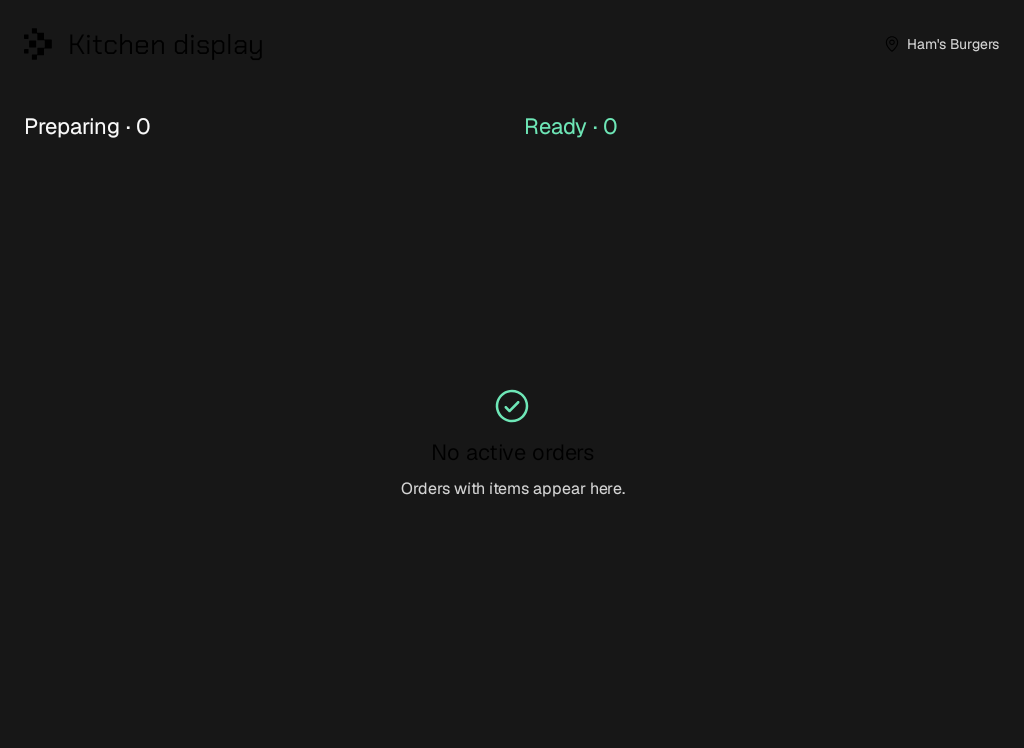 Kitchen display
Ham's Burgers
Preparing · 0
Ready · 0
No active orders
Orders with items appear here.